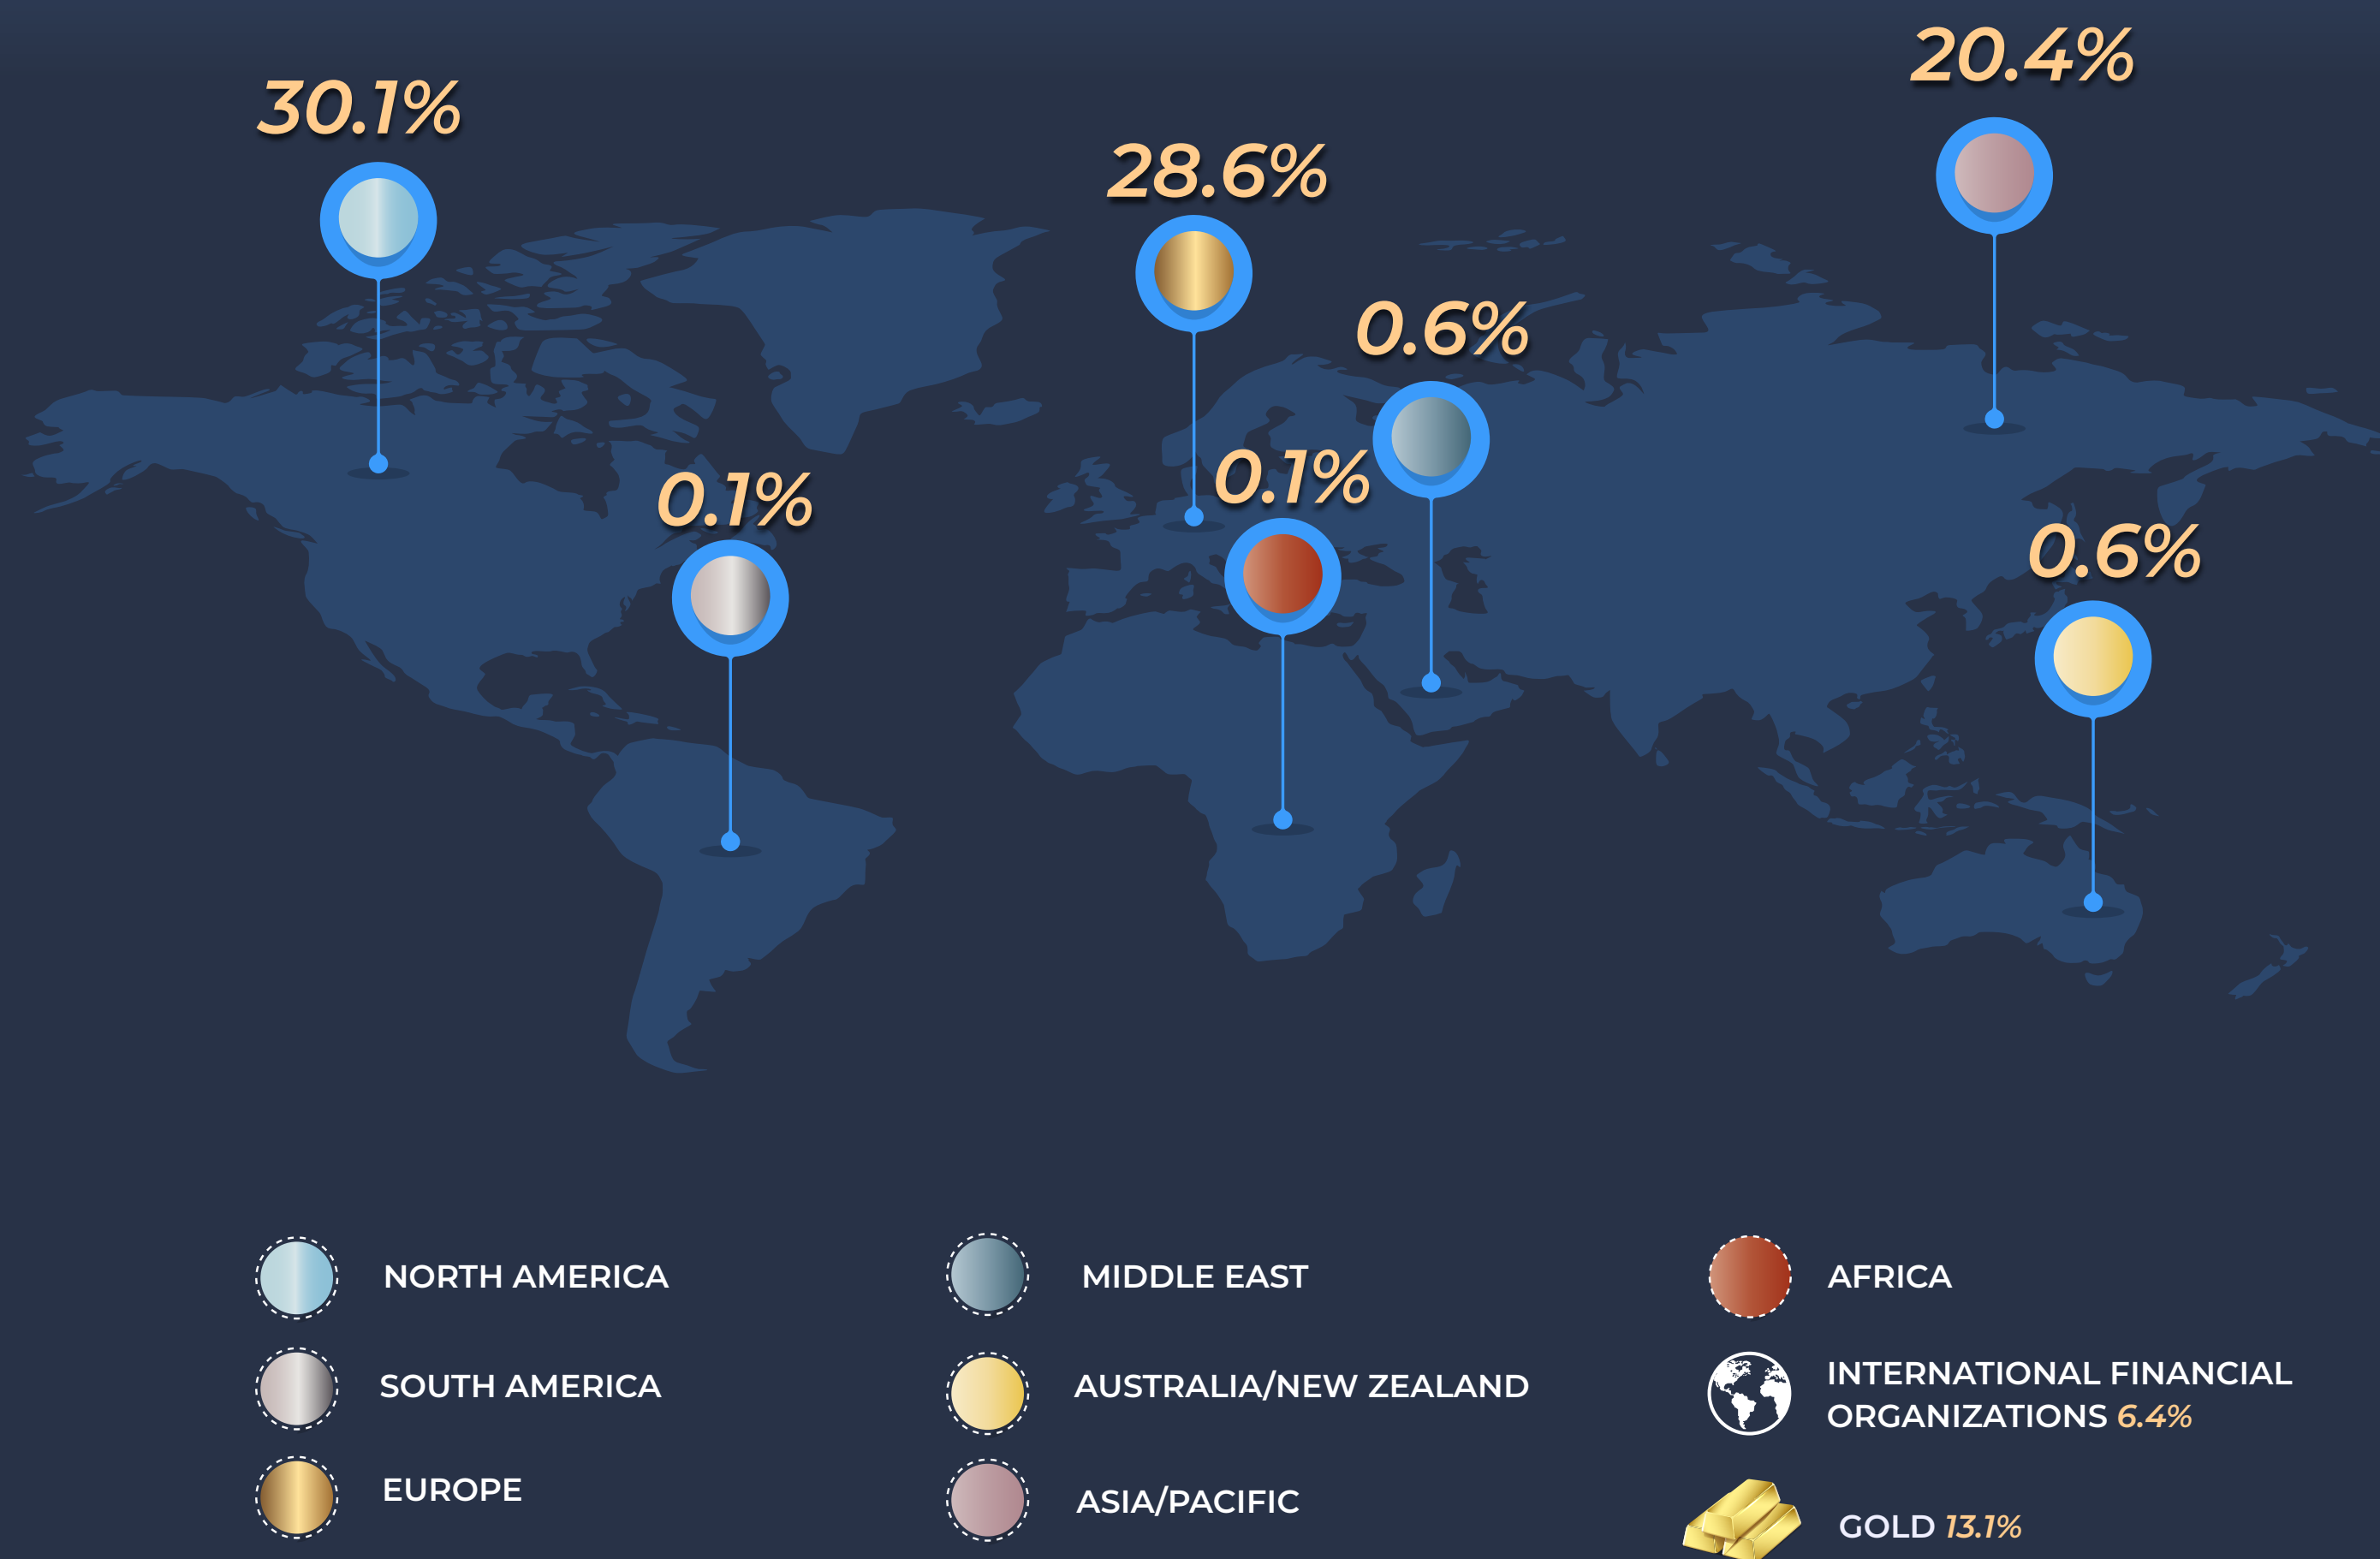 20.4%
30.1%
28.6%
0.6%
0.1%
0.1%
0.6%
NORTH AMERICA
SOUTH AMERICA
EUROPE
MIDDLE EAST
AUSTRALIA/NEW ZEALAND
ASIA/PACIFIC
AFRICA
INTERNATIONAL FINANCIAL
ORGANIZATIONS 6.4%
GOLD 13.1%